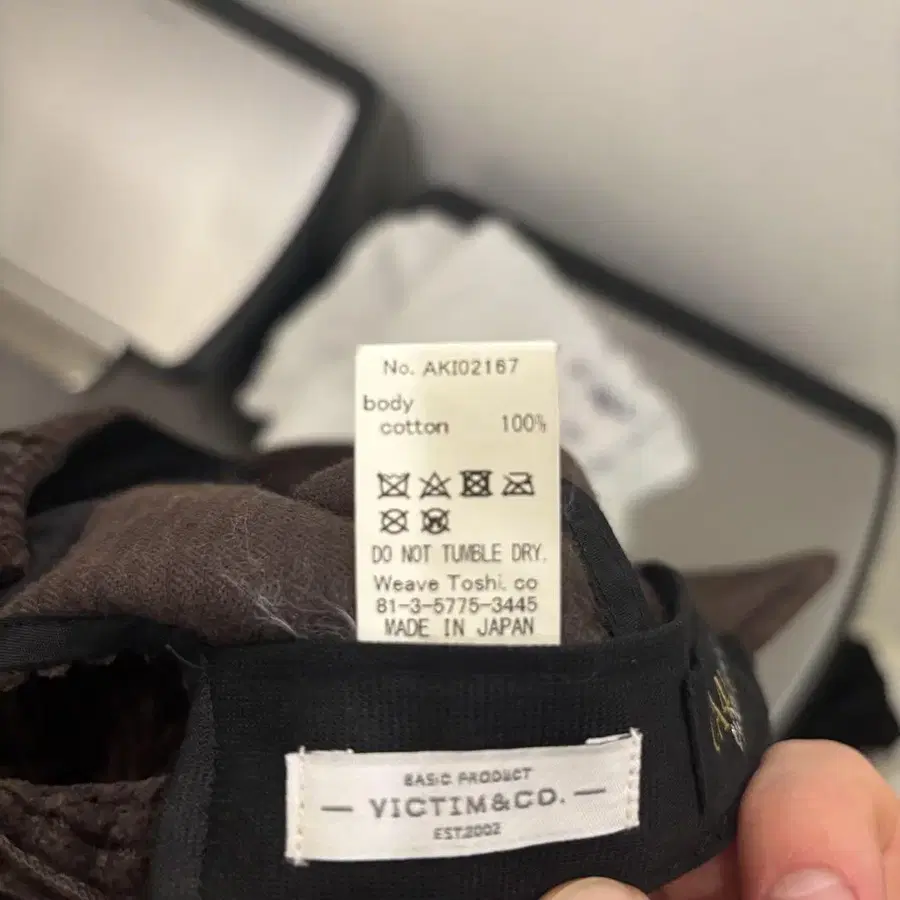 No. AKI02167
body
cotton 100%
DO NOT TUMBLE DRY.
Weave Toshi. co
81-3-5775-3445
MADE IN JAPAN
BASIC PRODUCT
— VICTIM&CO. —
EST.2002